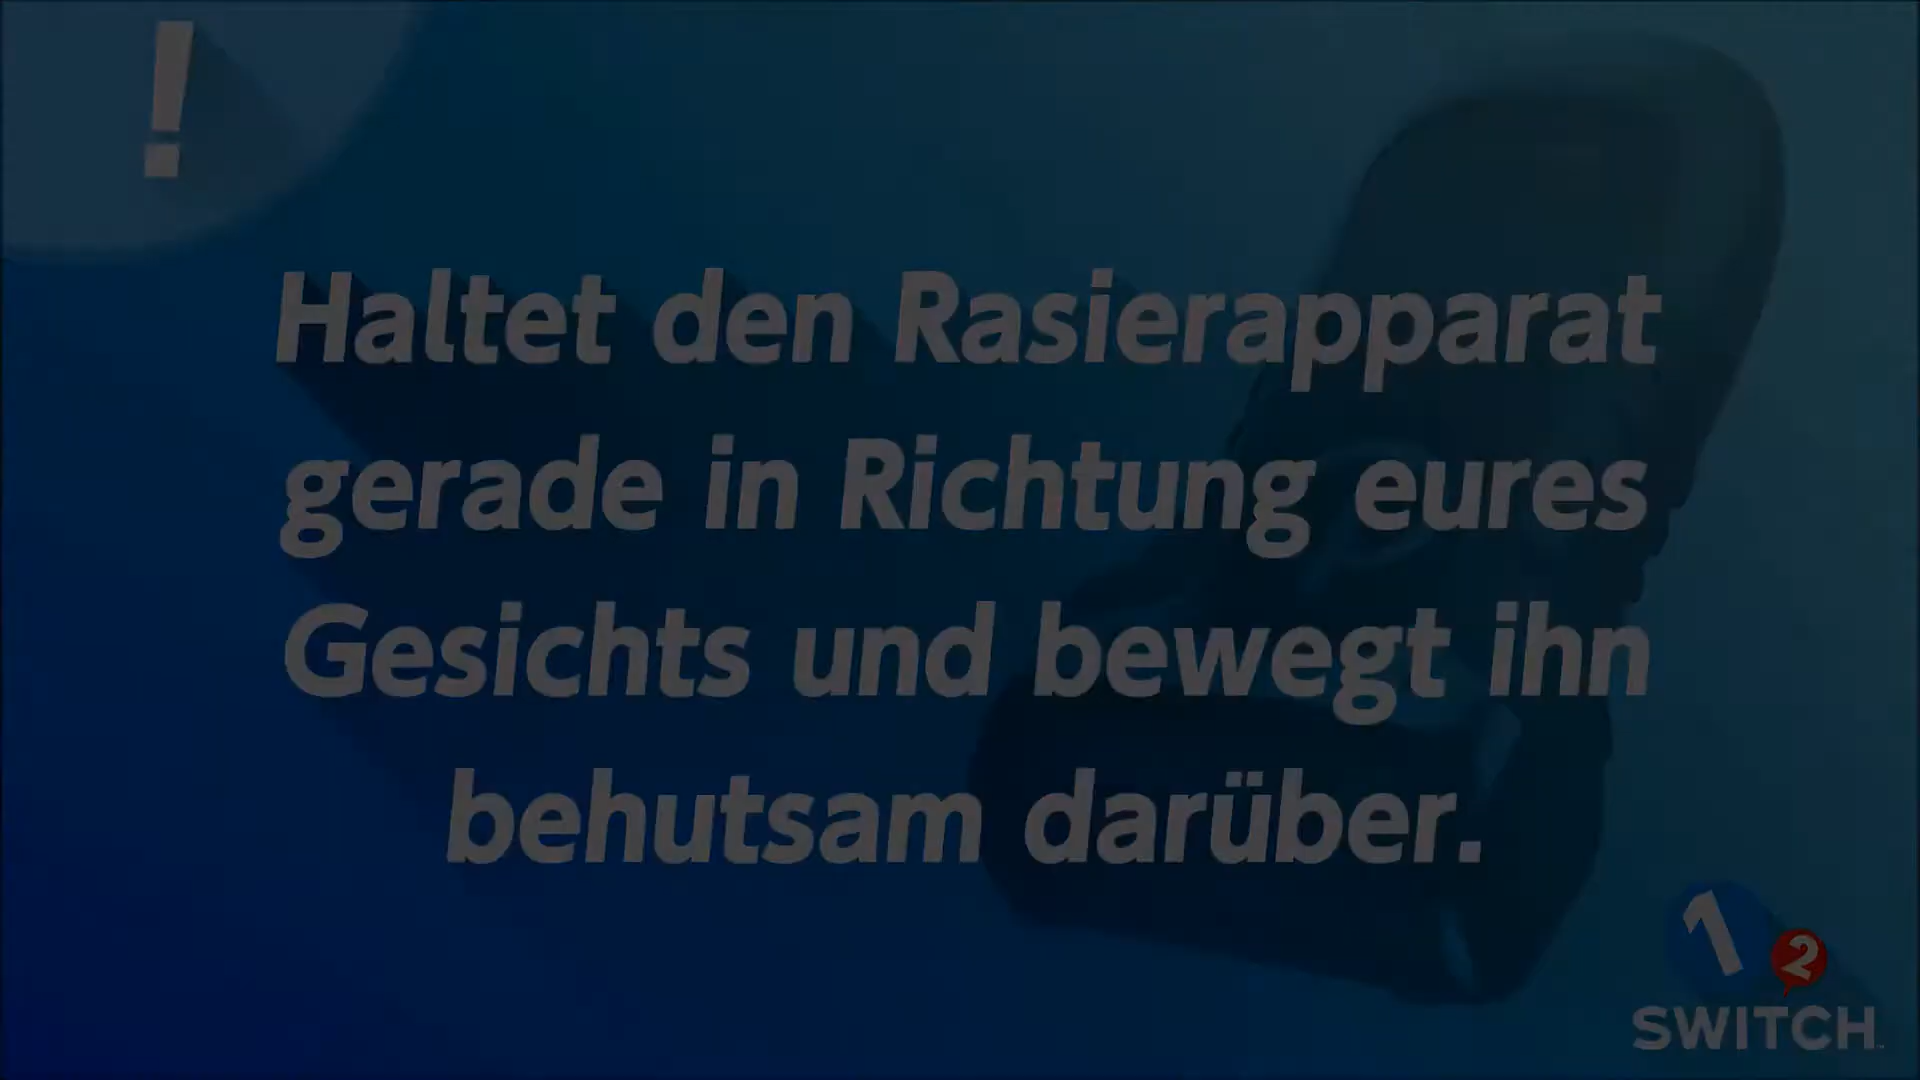 !
Haltet den Rasierapparat
gerade in Richtung eures
Gesichts und bewegt ihn
behutsam darüber.
1 2
SWITCH